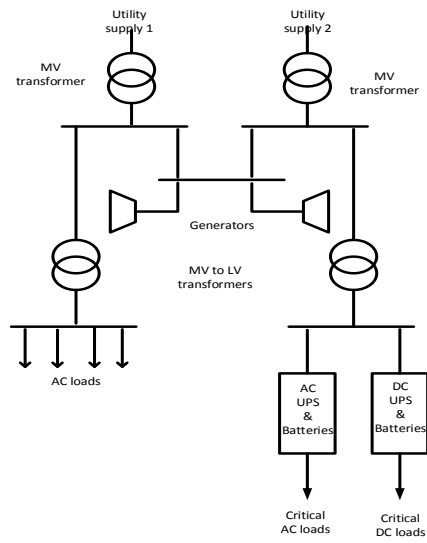 Utility
supply 1
Utility
supply 2
MV
transformer
MV
transformer
Generators
MV to LV
transformers
AC loads
AC
UPS
&
Batteries
DC
UPS
&
Batteries
Critical
AC loads
Critical
DC loads